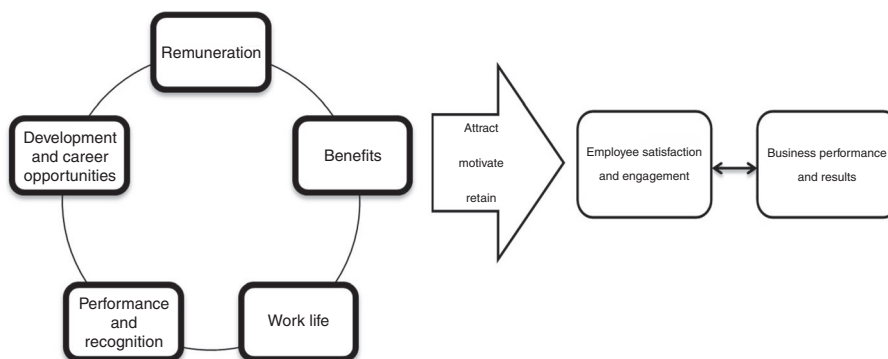 Remuneration
Development
and career
opportunities
Benefits
Performance
and
recognition
Work life
Attract
motivate
retain
Employee satisfaction
and engagement
Business performance
and results